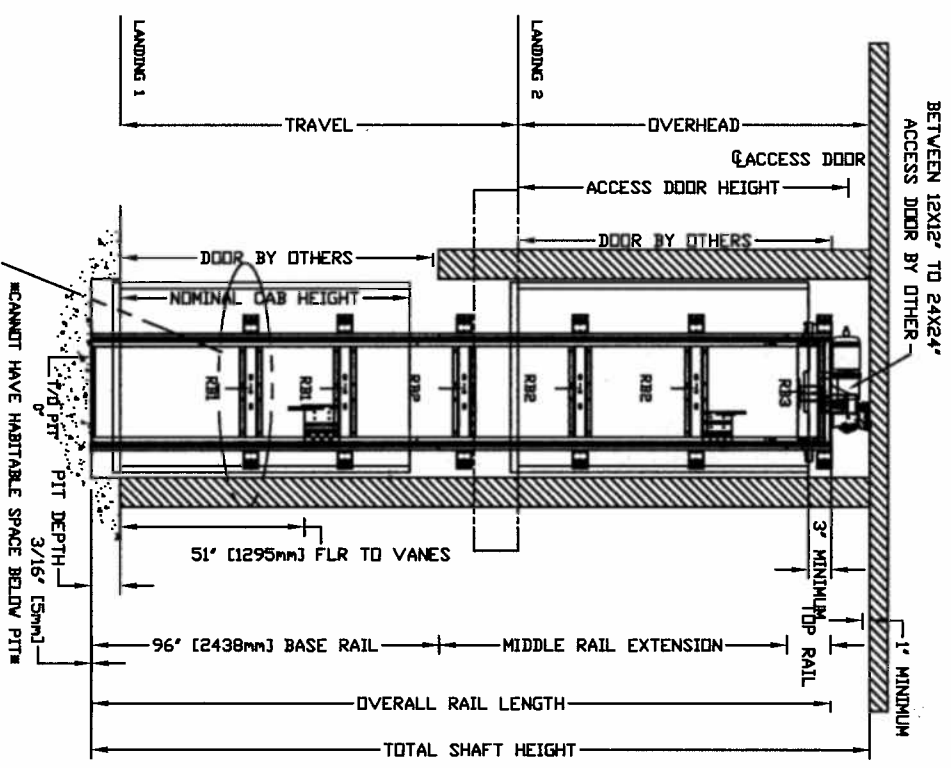 LANDING 1
LANDING 2
TRAVEL
OVERHEAD
℄ACCESS DOOR
ACCESS DOOR HEIGHT
BETWEEN 12X12" TO 24X24"
ACCESS DOOR BY OTHER
DOOR BY OTHERS
DOOR BY OTHERS
NOMINAL CAB HEIGHT
RB1
RB1
RB2
RB2
RB2
RB3
T/O PIT
0"
PIT DEPTH
3/16" [5mm]
*CANNOT HAVE HABITABLE SPACE BELOW PIT*
51" [1295mm] FLR TO VANES
3" MINIMUM
TOP RAIL
1" MINIMUM
96" [2438mm] BASE RAIL
MIDDLE RAIL EXTENSION
OVERALL RAIL LENGTH
TOTAL SHAFT HEIGHT